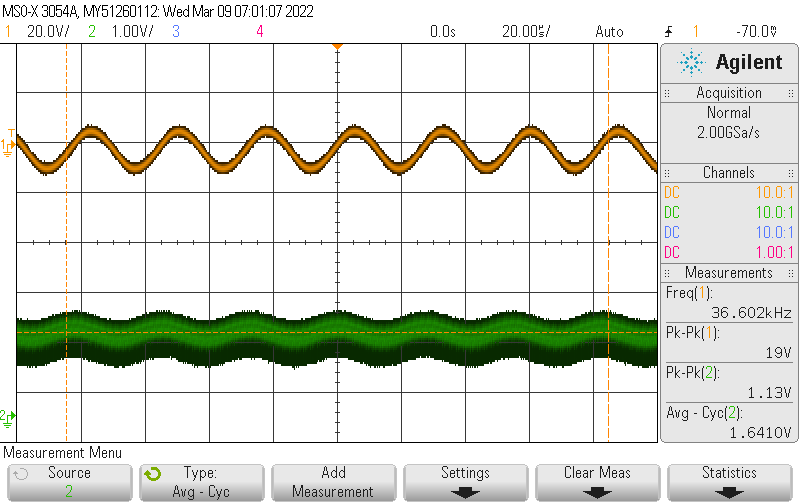 MSO-X 3054A, MY51260112: Wed Mar 09 07:01:07 2022
1 20.0V/ 2 1.00V/ 3 4 0.0s 20.00us/ Auto 1 -70.0mV
Agilent
Acquisition
Normal
2.00GSa/s
Channels
DC 10.0:1
DC 10.0:1
DC 10.0:1
DC 1.00:1
Measurements
Freq(1):
36.602kHz
Pk-Pk(1):
19V
Pk-Pk(2):
1.13V
Avg - Cyc(2):
1.6410V
T
1
2
Measurement Menu
Source
2
Type:
Avg - Cyc
Add
Measurement
Settings
Clear Meas
Statistics